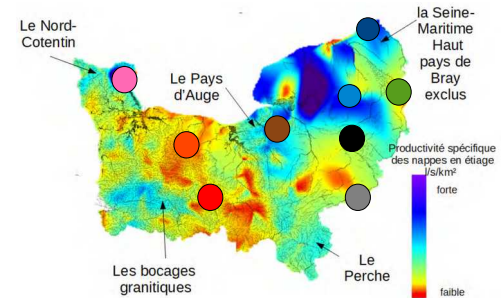 Le Nord-
Cotentin
Le Pays
d'Auge
la Seine-
Maritime
Haut
pays de
Bray
exclus
Productivité spécifique
des nappes en étiage
l/s/km²
forte
faible
Les bocages
granitiques
Le
Perche